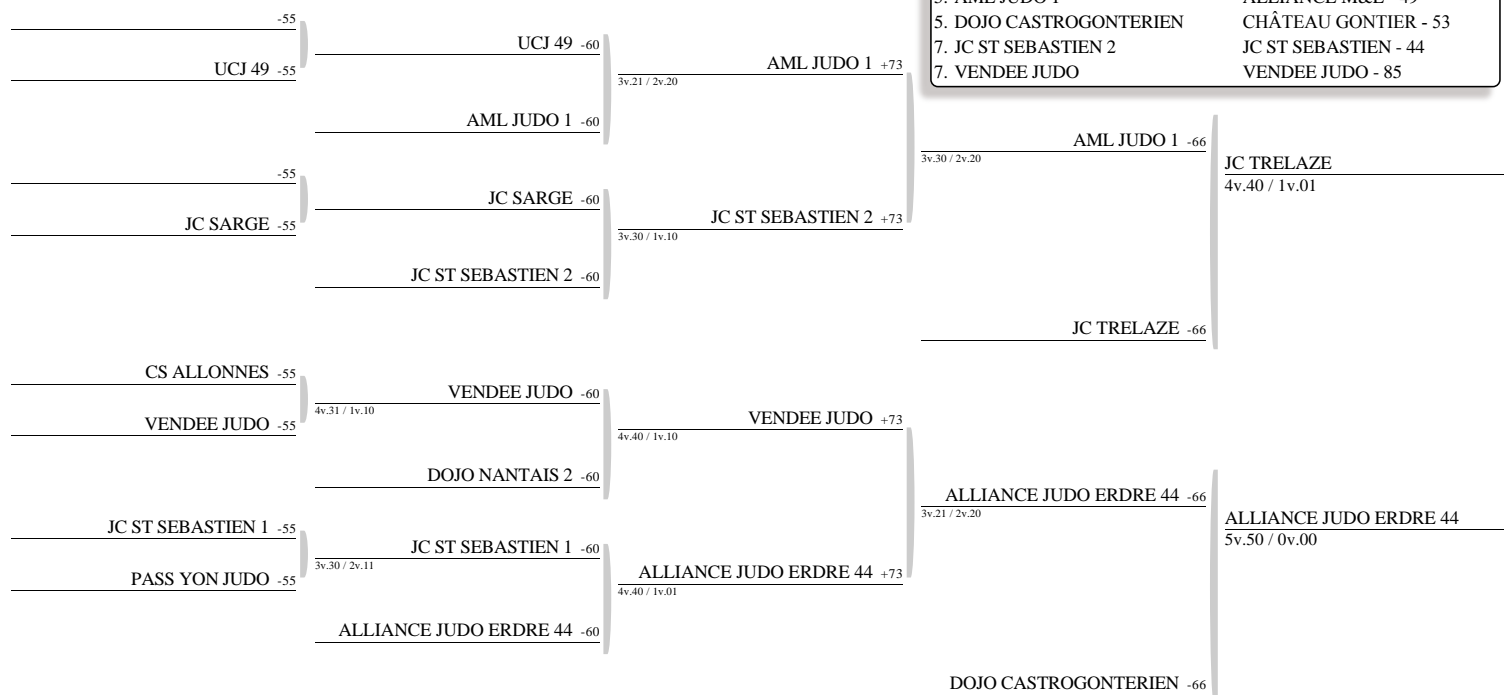 -55
UCJ 49 -55
-55
JC SARGE -55
CS ALLONNES -55
VENDEE JUDO -55
JC ST SEBASTIEN 1 -55
PASS YON JUDO -55
UCJ 49 -60
AML JUDO 1 -60
JC SARGE -60
JC ST SEBASTIEN 2 -60
VENDEE JUDO -60
4v.31 / 1v.10
DOJO NANTAIS 2 -60
JC ST SEBASTIEN 1 -60
3v.30 / 2v.11
ALLIANCE JUDO ERDRE 44 -60
AML JUDO 1 +73
3v.21 / 2v.20
JC ST SEBASTIEN 2 +73
3v.30 / 1v.10
VENDEE JUDO +73
4v.40 / 1v.10
ALLIANCE JUDO ERDRE 44 +73
4v.40 / 1v.01
5. DOJO CASTROGONTERIEN CHÂTEAU GONTIER - 53
7. JC ST SEBASTIEN 2 JC ST SEBASTIEN - 44
7. VENDEE JUDO VENDEE JUDO - 85
AML JUDO 1 -66
3v.30 / 2v.20
JC TRELAZE -66
ALLIANCE JUDO ERDRE 44 -66
3v.21 / 2v.20
DOJO CASTROGONTERIEN -66
JC TRELAZE
4v.40 / 1v.01
ALLIANCE JUDO ERDRE 44
5v.50 / 0v.00